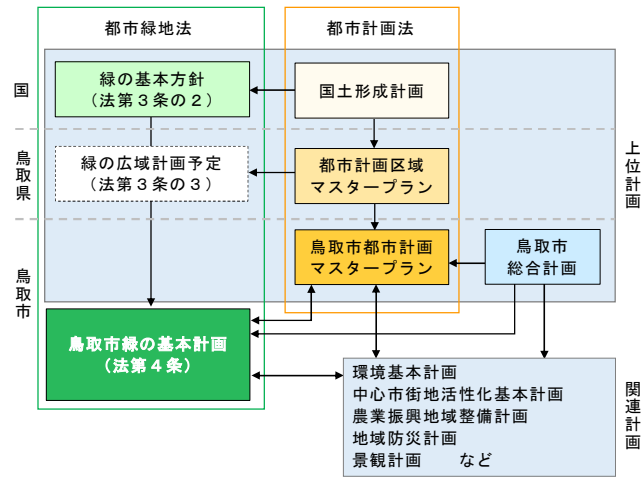 都市緑地法
都市計画法
国
緑の基本方針
（法第３条の２）
国土形成計画
鳥取県
緑の広域計画予定
（法第３条の３）
都市計画区域
マスタープラン
上位計画
鳥取市
鳥取市都市計画
マスタープラン
鳥取市
総合計画
鳥取市緑の基本計画
（法第４条）
環境基本計画
中心市街地活性化基本計画
農業振興地域整備計画
地域防災計画
景観計画　　など
関連計画